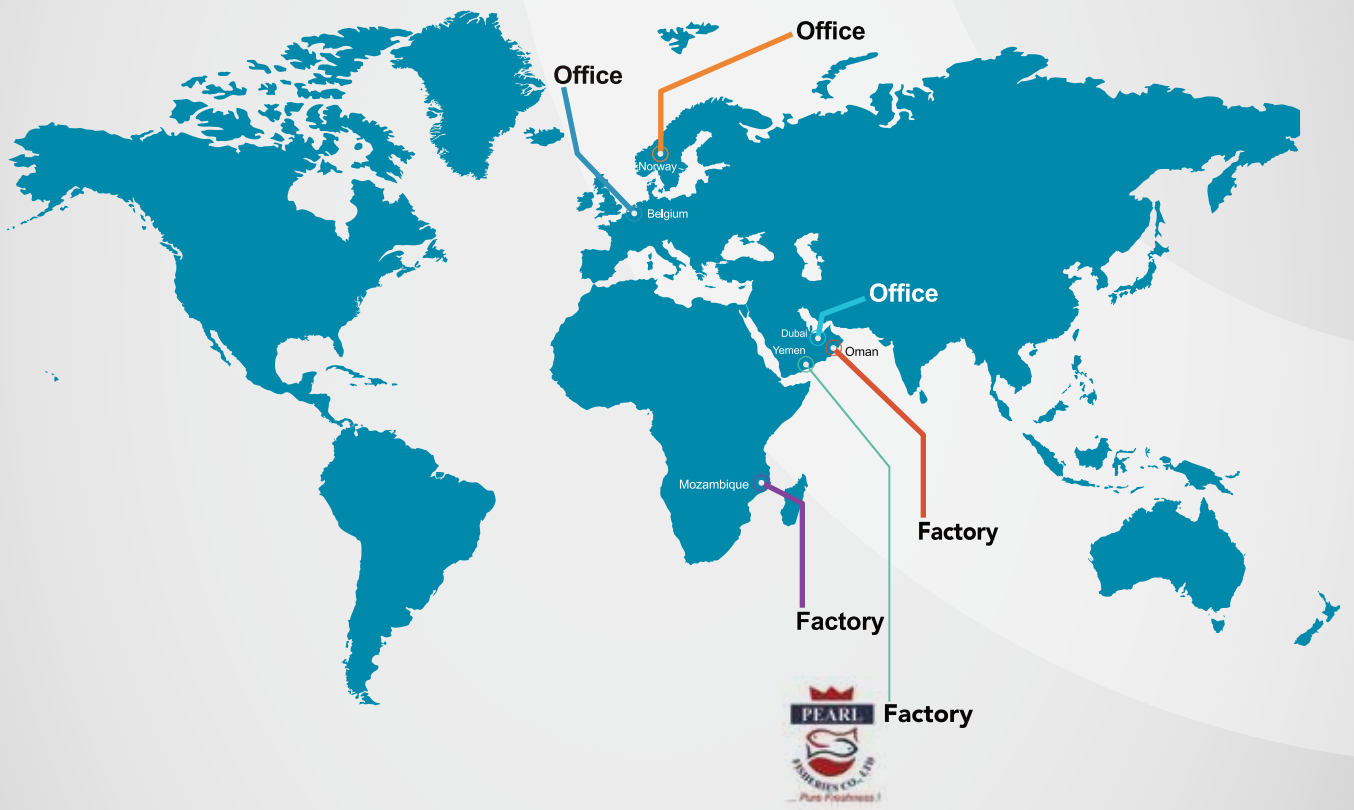 Office
Office
Norway
Belgium
Office
Dubai
Yemen
Oman
Mozambique
Factory
Factory
Factory
PEARL
FISHERIES CO., LTD
... Pure Freshness !